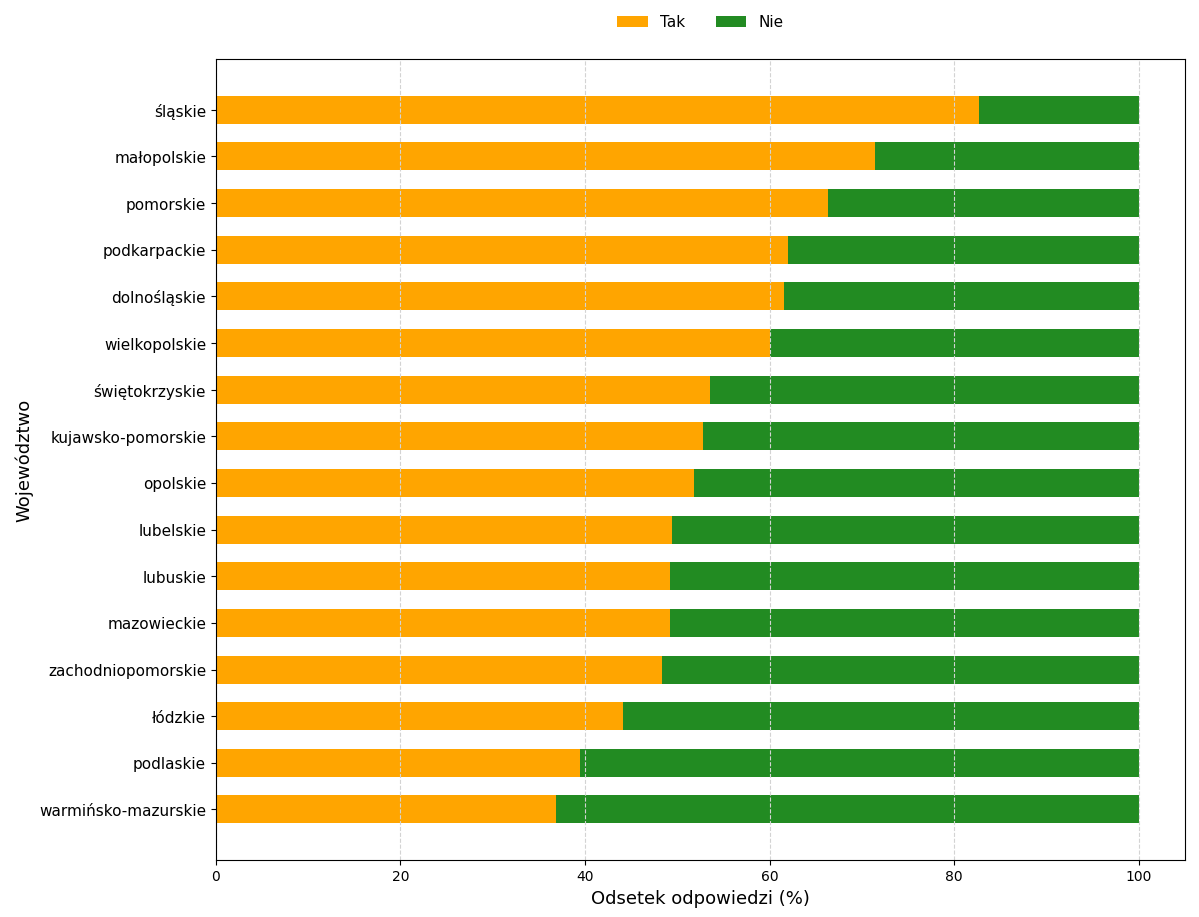 Tak Nie
śląskie
małopolskie
pomorskie
podkarpackie
dolnośląskie
wielkopolskie
świętokrzyskie
kujawsko-pomorskie
opolskie
lubelskie
lubuskie
mazowieckie
zachodniopomorskie
łódzkie
podlaskie
warmińsko-mazurskie
Województwo
0 20 40 60 80 100
Odsetek odpowiedzi (%)